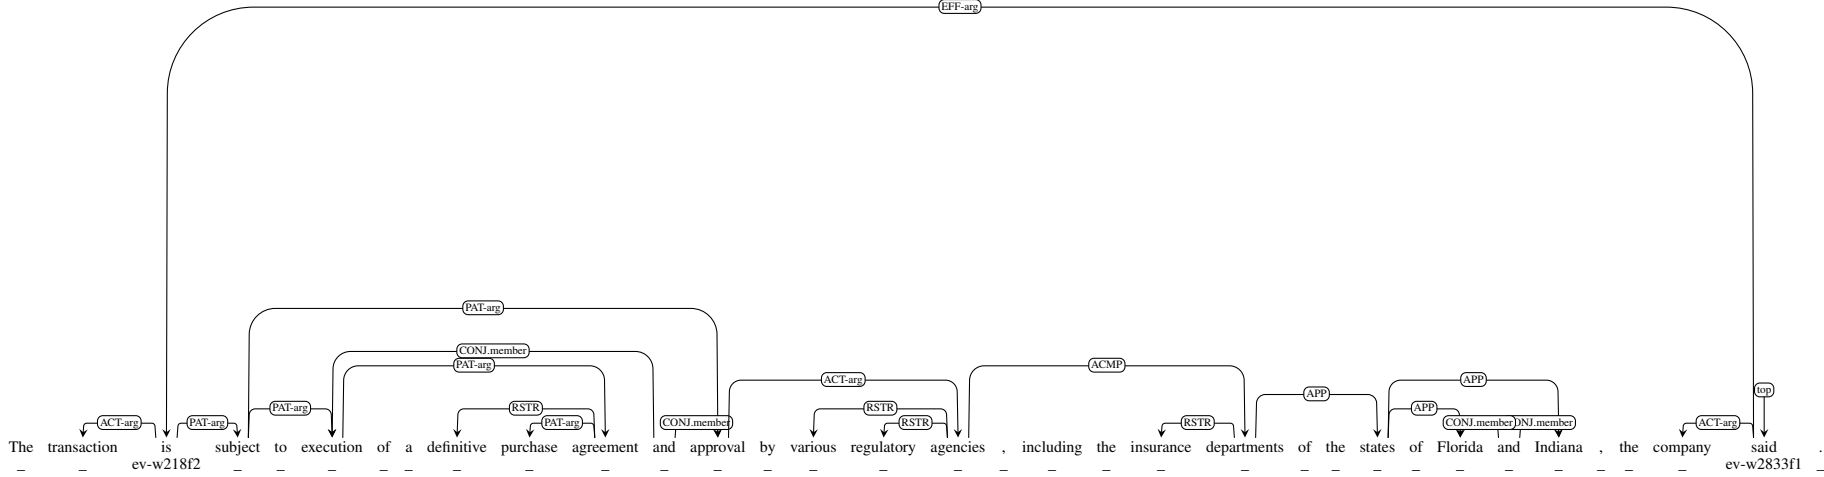 EFF-arg
PAT-arg
CONJ.member
PAT-arg ACMP
ACT-arg APP
APP top
PAT-arg RSTR RSTR APP
ACT-arg PAT-arg PAT-arg CONJ.member RSTR RSTR CONJ.member ONJ.member ACT-arg
The transaction is subject to execution of a definitive purchase agreement and approval by various regulatory agencies , including the insurance departments of the states of Florida and Indiana , the company said .
_ _ ev-w218f2 _ _ _ _ _ _ _ _ _ _ _ _ _ _ _ _ _ _ _ _ _ _ _ _ _ _ _ _ _ ev-w2833f1 _